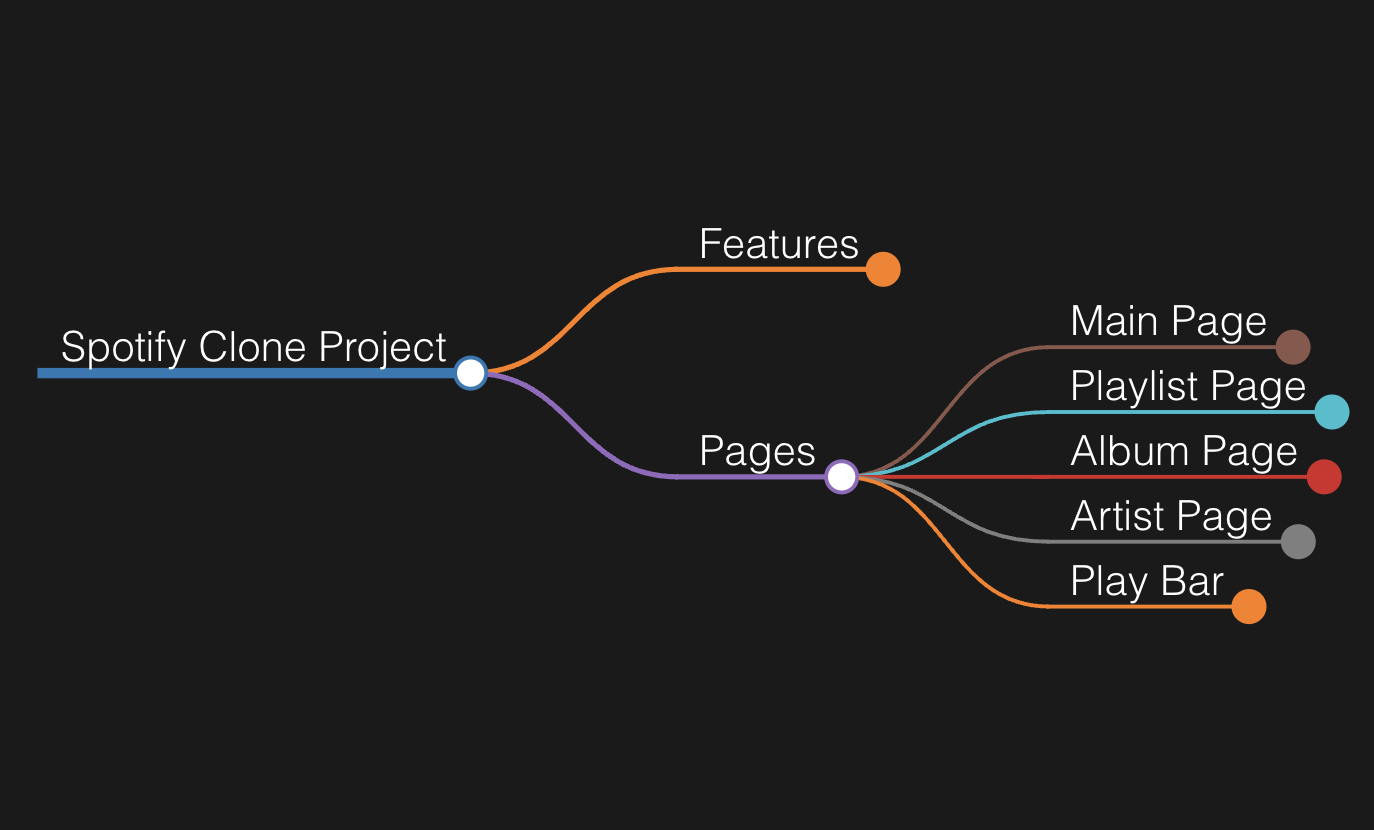 Spotify Clone Project
Features
Pages
Main Page
Playlist Page
Album Page
Artist Page
Play Bar